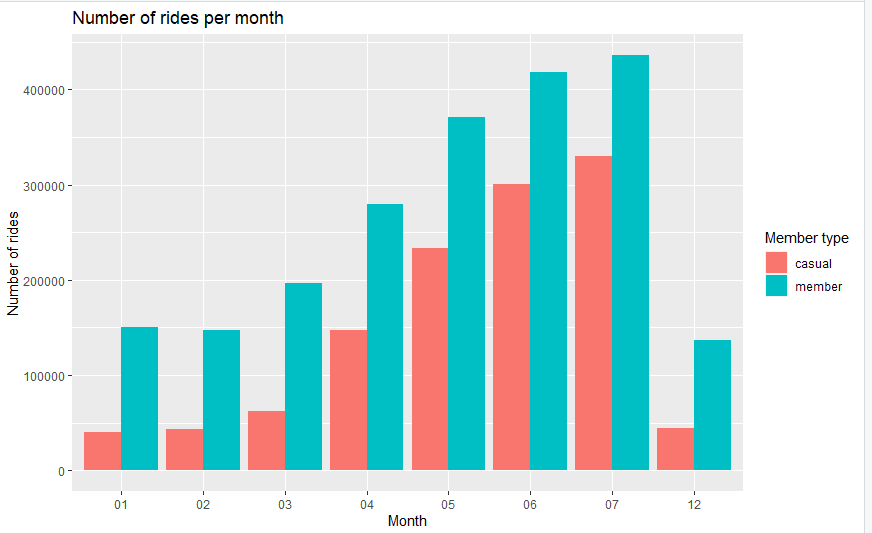 Number of rides per month
Number of rides
400000
300000
200000
100000
0
01 02 03 04 05 06 07 12
Month
Member type
casual
member